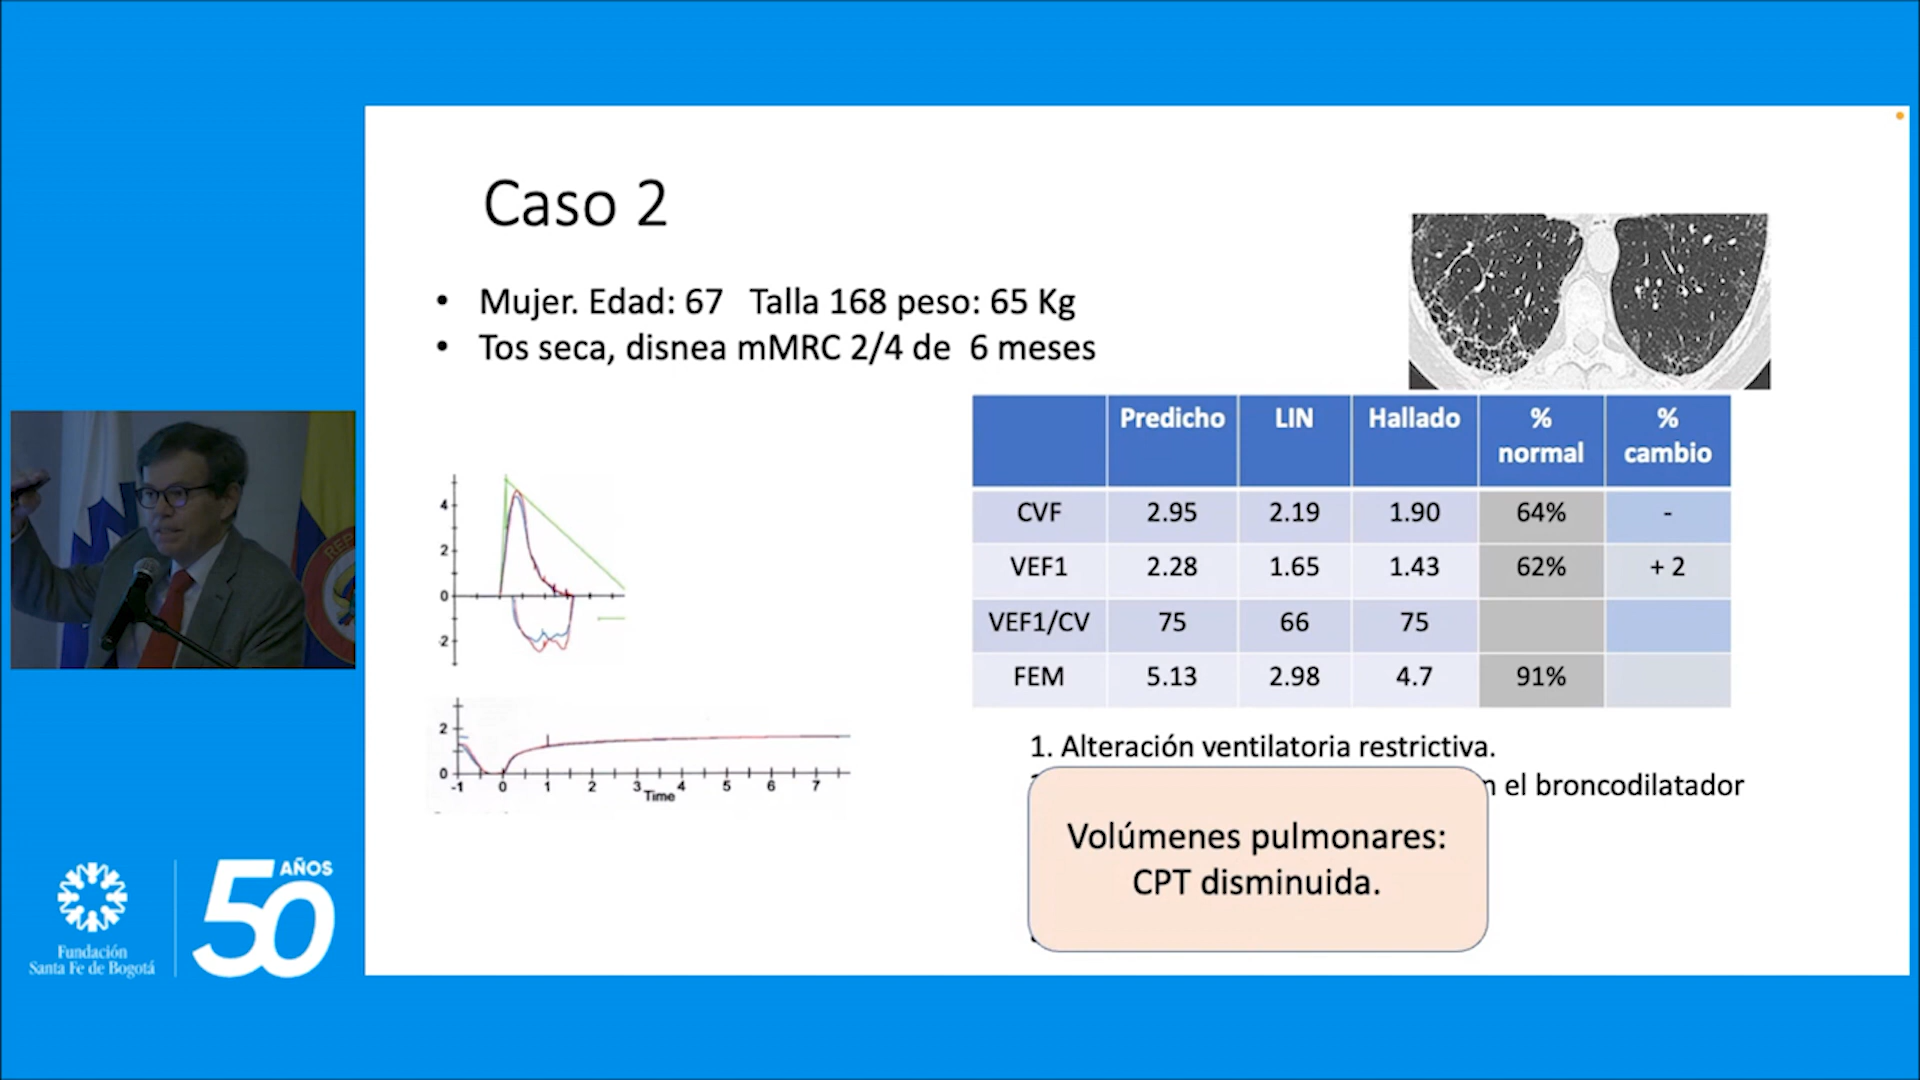 Caso 2
• Mujer. Edad: 67 Talla 168 peso: 65 Kg
• Tos seca, disnea mMRC 2/4 de 6 meses
Predicho LIN Hallado % normal % cambio
CVF 2.95 2.19 1.90 64% -
VEF1 2.28 1.65 1.43 62% + 2
VEF1/CV 75 66 75
FEM 5.13 2.98 4.7 91%
4
2
0
-2
2
0
-1 0 1 2 3 4 5 6 7
Time
1. Alteración ventilatoria restrictiva.
el broncodilatador
Volúmenes pulmonares:
CPT disminuida.
REP
Fundación
Santa Fe de Bogotá
50 AÑOS